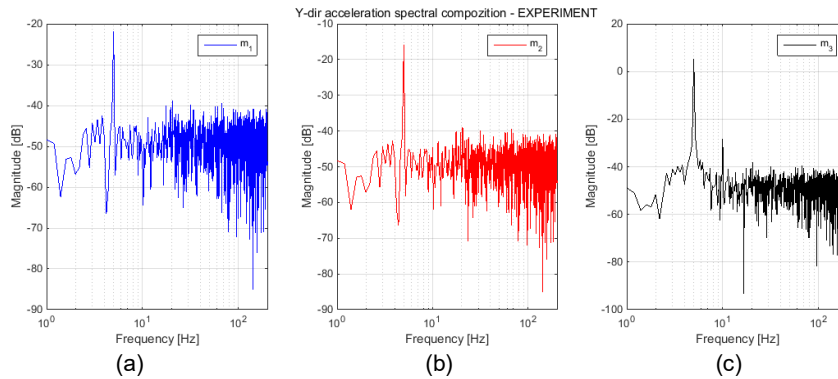 Y-dir acceleration spectral compozition - EXPERIMENT
-20
-30
-40
-50
-60
-70
-80
-90
Magnitude [dB]
m1
10^0
10^1
10^2
Frequency [Hz]
(a)
-10
-20
-30
-40
-50
-60
-70
-80
-90
Magnitude [dB]
m2
10^0
10^1
10^2
Frequency [Hz]
(b)
20
0
-20
-40
-60
-80
-100
Magnitude [dB]
m3
10^0
10^1
10^2
Frequency [Hz]
(c)